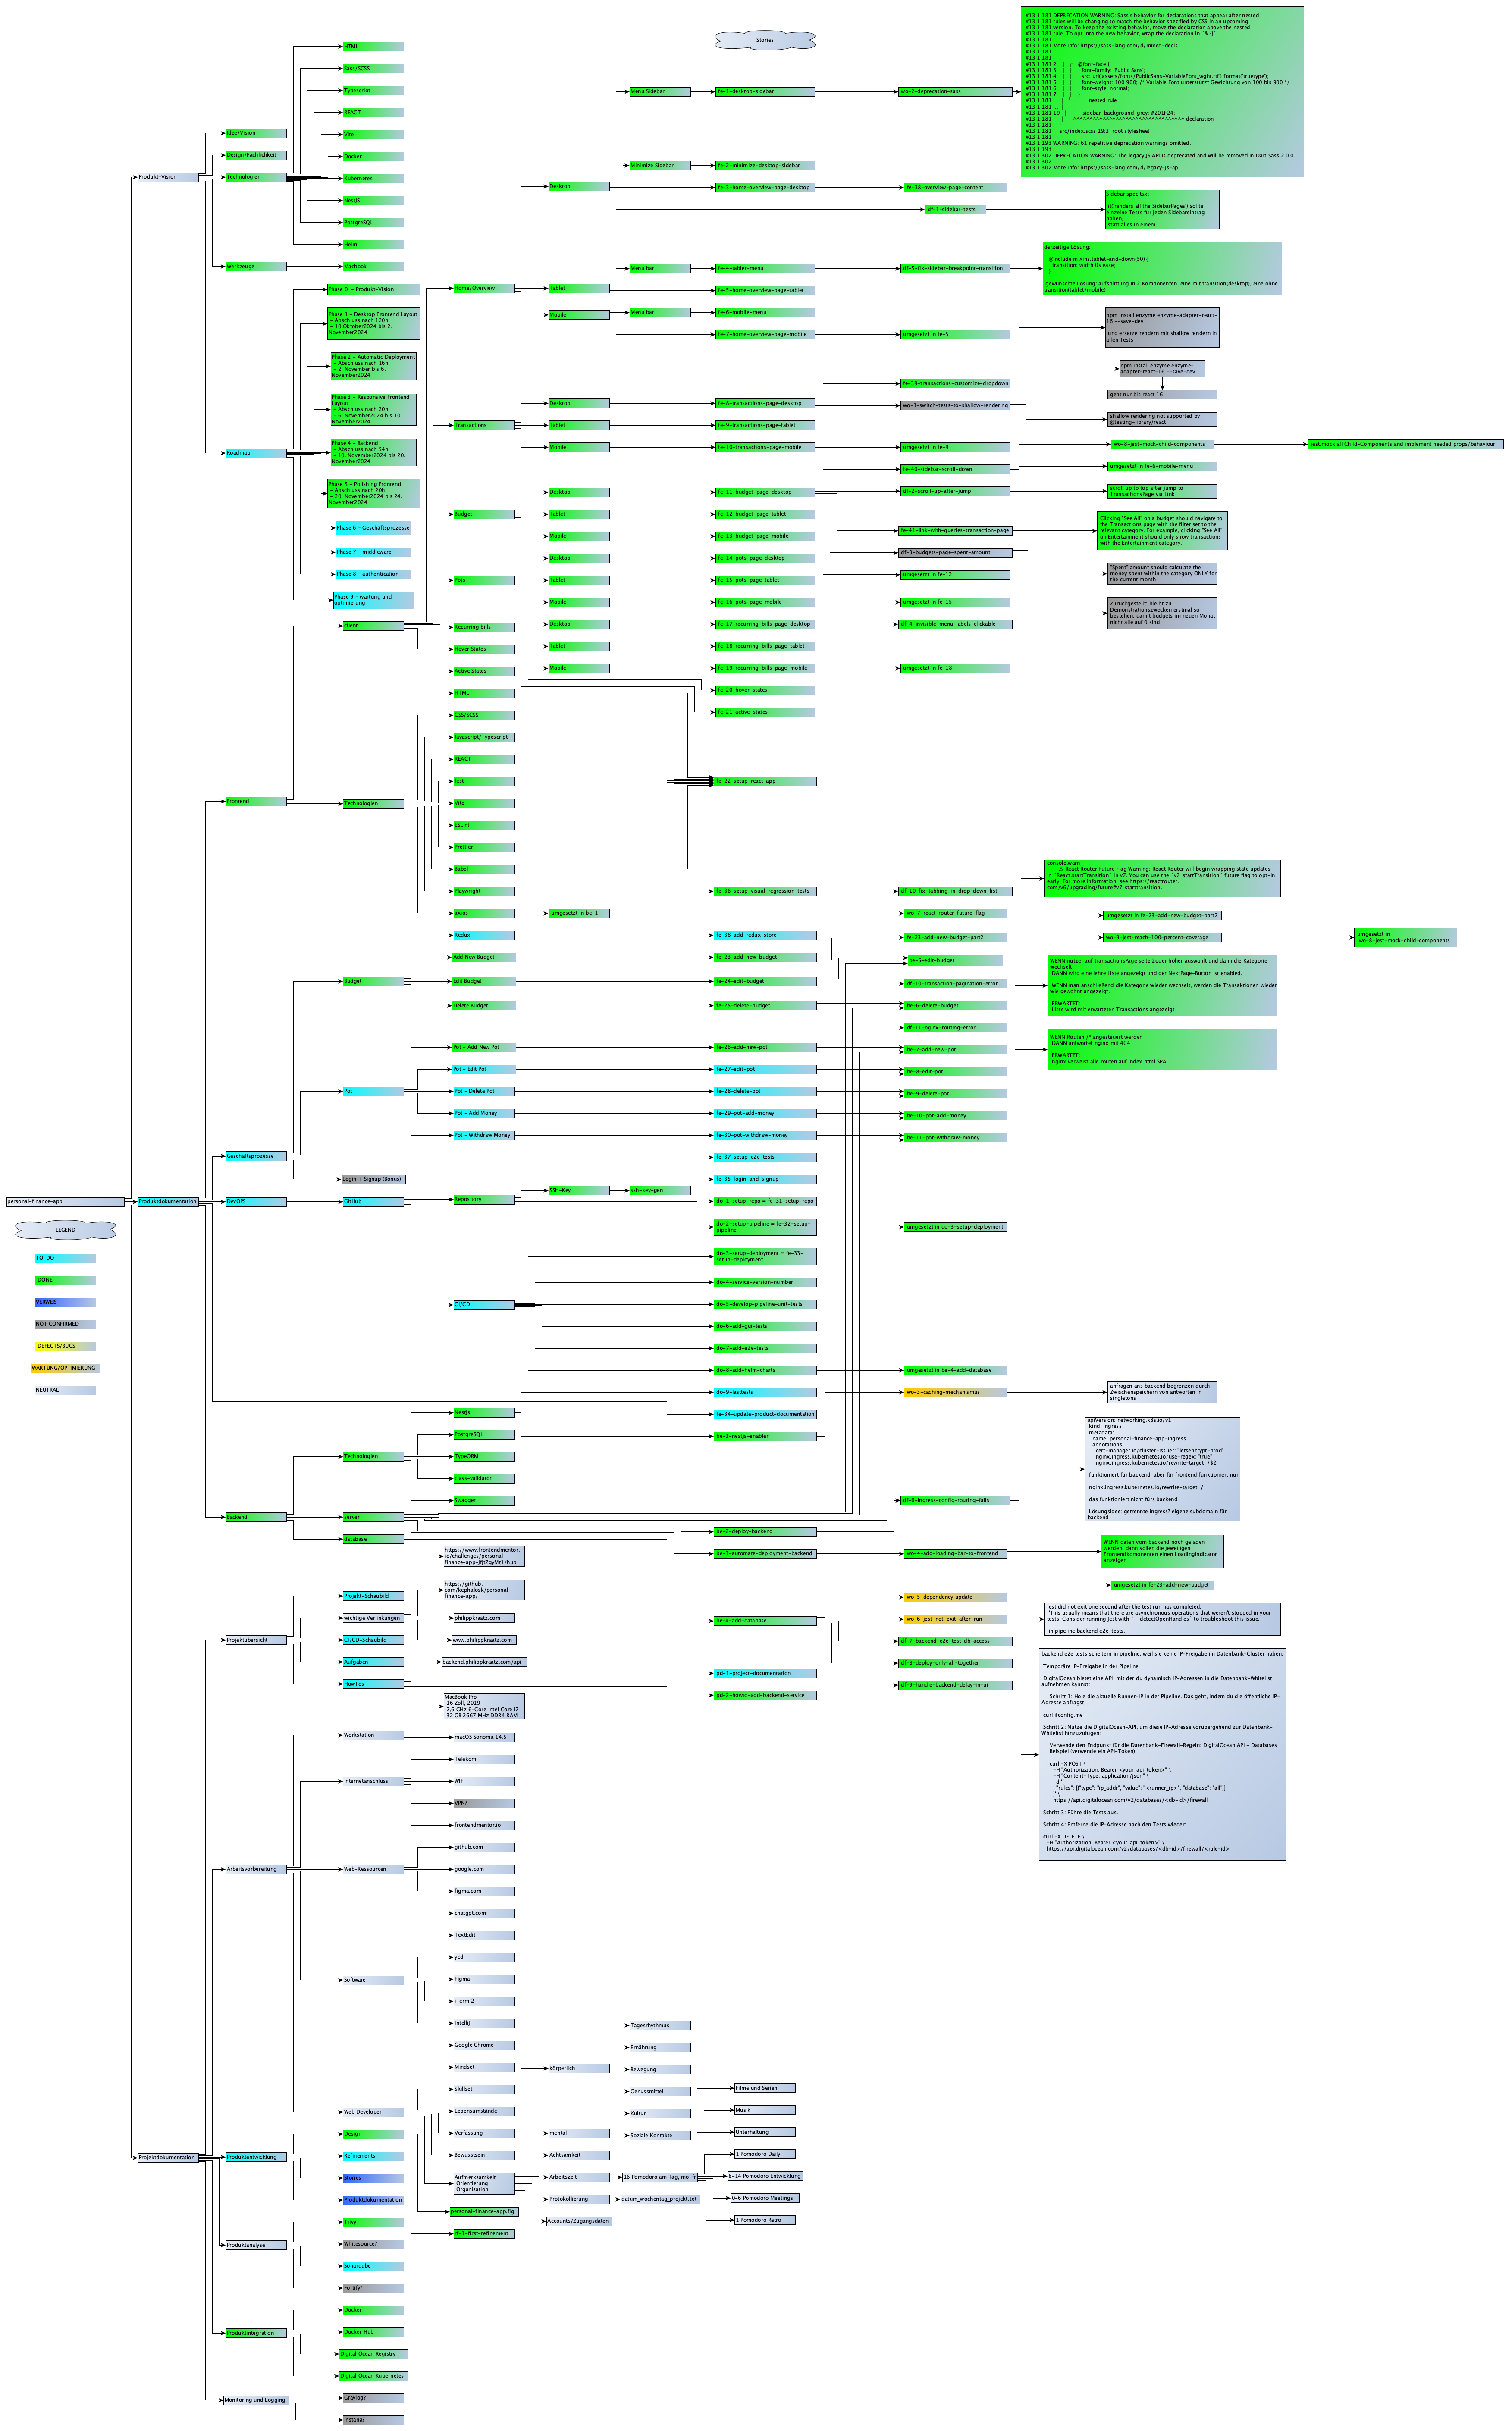 Stories
#13 1.181 DEPRECATION WARNING: Sass's behavior for declarations that appear after nested
#13 1.181 rules will be changing to match the behavior specified by CSS in an upcoming
#13 1.181 version. To keep the existing behavior, move the declaration above the nested
#13 1.181 rule. To opt into the new behavior, wrap the declaration in `& {}`.
#13 1.181
#13 1.181 More info: https://sass-lang.com/d/mixed-decls
#13 1.181
#13 1.181
#13 1.181 2 | ┌ @font-face {
#13 1.181 3 | | font-family: 'Public Sans';
#13 1.181 4 | | src: url('assets/fonts/PublicSans-VariableFont_wght.ttf') format('truetype');
#13 1.181 5 | | font-weight: 100 900; /* Variable Font unterstützt Gewichtung von 100 bis 900 */
#13 1.181 6 | | font-style: normal;
#13 1.181 7 | | }
#13 1.181 | └──── nested rule
#13 1.181 ... |
#13 1.181 19 | --sidebar-background-grey: #201F24;
#13 1.181 | ^^^^^^^^^^^^^^^^^^^^^^^^^^^^^^^^^^ declaration
#13 1.181
#13 1.181 src/index.scss 19:3 root stylesheet
#13 1.181
#13 1.193 WARNING: 61 repetitive deprecation warnings omitted.
#13 1.193
#13 1.302 DEPRECATION WARNING: The legacy JS API is deprecated and will be removed in Dart Sass 2.0.0.
#13 1.302
#13 1.302 More info: https://sass-lang.com/d/legacy-js-api
HTML
Sass/SCSS
Typescript
REACT
Vite
Docker
Kubernetes
NestJS
PostgreSQL
Helm
Macbook
Idee/Vision
Design/Fachlichkeit
Technologien
Werkzeuge
Produkt-Vision
Menu Sidebar
fe-1-desktop-sidebar
wo-2-deprecation-sass
Minimize Sidebar
fe-2-minimize-desktop-sidebar
Desktop
fe-3-home-overview-page-desktop
fe-38-overview-page-content
df-1-sidebar-tests
Sidebar.spec.tsx:
it('renders all the SidebarPages') sollte
einzelne Tests für jeden Sidebareintrag
haben,
statt alles in einem.
Menu bar
fe-4-tablet-menu
df-5-fix-sidebar-breakpoint-transition
derzeitige Lösung:
@include mixins.tablet-and-down(50) {
transition: width 0s ease;
}
gewünschte Lösung: aufsplittung in 2 Komponenten. eine mit transition(desktop), eine ohne
transition(tablet/mobile)
Home/Overview
Tablet
fe-5-home-overview-page-tablet
Mobile
Menu bar
fe-6-mobile-menu
fe-7-home-overview-page-mobile
umgesetzt in fe-5
npm install enzyme enzyme-adapter-react-
16 --save-dev
und ersetze rendern mit shallow rendern in
allen Tests
npm install enzyme enzyme-
adapter-react-16 --save-dev
geht nur bis react 16
shallow rendering not supported by
@testing-library/react
Phase 0 - Produkt-Vision
Phase 1 - Desktop Frontend Layout
- Abschluss nach 120h
- 10.Oktober2024 bis 2.
November2024
Phase 2 - Automatic Deployment
- Abschluss nach 16h
- 2. November bis 6.
November2024
Phase 3 - Responsive Frontend
Layout
- Abschluss nach 20h
- 6. November2024 bis 10.
November2024
Phase 4 - Backend
- Abschluss nach 54h
- 10. November2024 bis 20.
November2024
Phase 5 - Polishing Frontend
- Abschluss nach 20h
- 20. November2024 bis 24.
November2024
Phase 6 - Geschäftsprozesse
Phase 7 - middleware
Phase 8 - authentication
Phase 9 - wartung und
optimierung
Roadmap
Transactions
Desktop
fe-8-transactions-page-desktop
fe-39-transactions-customize-dropdown
wo-1-switch-tests-to-shallow-rendering
Tablet
fe-9-transactions-page-tablet
Mobile
fe-10-transactions-page-mobile
umgesetzt in fe-9
wo-8-jest-mock-child-components
jest.mock all Child-Components and implement needed props/behaviour
fe-40-sidebar-scroll-down
umgesetzt in fe-6-mobile-menu
Budget
Desktop
fe-11-budget-page-desktop
df-2-scroll-up-after-jump
scroll up to top after jump to
TransactionsPage via Link
Tablet
fe-12-budget-page-tablet
fe-41-link-with-queries-transaction-page
Clicking "See All" on a budget should navigate to
the Transactions page with the filter set to the
relevant category. For example, clicking "See All"
on Entertainment should only show transactions
with the Entertainment category.
Mobile
fe-13-budget-page-mobile
df-3-budgets-page-spent-amount
"Spent" amount should calculate the
money spent within the category ONLY for
the current month
umgesetzt in fe-12
Zurückgestellt: bleibt zu
Demonstrationszwecken erstmal so
bestehen, damit budgets im neuen Monat
nicht alle auf 0 sind
Pots
Desktop
fe-14-pots-page-desktop
Tablet
fe-15-pots-page-tablet
Mobile
fe-16-pots-page-mobile
umgesetzt in fe-15
client
Recurring bills
Desktop
fe-17-recurring-bills-page-desktop
df-4-invisible-menu-labels-clickable
Tablet
fe-18-recurring-bills-page-tablet
Mobile
fe-19-recurring-bills-page-mobile
umgesetzt in fe-18
Hover States
fe-20-hover-states
Active States
fe-21-active-states
HTML
CSS/SCSS
Javascript/Typescript
REACT
Jest
Vite
ESLint
Prettier
Babel
fe-22-setup-react-app
Frontend
Technologien
Playwright
fe-36-setup-visual-regression-tests
df-10-fix-tabbing-in-drop-down-list
axios
umgesetzt in be-1
Redux
fe-38-add-redux-store
console.warn
⚠️ React Router Future Flag Warning: React Router will begin wrapping state updates
in `React.startTransition` in v7. You can use the `v7_startTransition` future flag to opt-in
early. For more information, see https://reactrouter.
com/v6/upgrading/future#v7_starttransition.
wo-7-react-router-future-flag
umgesetzt in fe-23-add-new-budget-part2
fe-23-add-new-budget-part2
wo-9-jest-reach-100-percent-coverage
umgesetzt in
wo-8-jest-mock-child-components
Budget
Add New Budget
fe-23-add-new-budget
be-5-edit-budget
Edit Budget
fe-24-edit-budget
df-10-transaction-pagination-error
WENN nutzer auf transactionsPage seite 2oder höher auswählt und dann die Kategorie
wechselt,
DANN wird eine lehre Liste angezeigt und der NextPage-Button ist enabled.
WENN man anschließend die Kategorie wieder wechselt, werden die Transaktionen wieder
wie gewohnt angezeigt.
ERWARTET:
Liste wird mit erwarteten Transactions angezeigt
Delete Budget
fe-25-delete-budget
be-6-delete-budget
df-11-nginx-routing-error
WENN Routen /* angesteuert werden
DANN antwortet nginx mit 404
ERWARTET:
nginx verweist alle routen auf index.html SPA
Pot
Pot - Add New Pot
fe-26-add-new-pot
be-7-add-new-pot
Pot - Edit Pot
fe-27-edit-pot
be-8-edit-pot
Pot - Delete Pot
fe-28-delete-pot
be-9-delete-pot
Pot - Add Money
fe-29-pot-add-money
be-10-pot-add-money
Pot - Withdraw Money
fe-30-pot-withdraw-money
be-11-pot-withdraw-money
Geschäftsprozesse
fe-37-setup-e2e-tests
Login + Signup (Bonus)
fe-35-login-and-signup
personal-finance-app
Produktdokumentation
DevOPS
GitHub
Repository
SSH-Key
ssh-key-gen
do-1-setup-repo = fe-31-setup-repo
LEGEND
TO-DO
DONE
VERWEIS
NOT CONFIRMED
DEFECTS/BUGS
WARTUNG/OPTIMIERUNG
NEUTRAL
do-2-setup-pipeline = fe-32-setup-
pipeline
umgesetzt in do-3-setup-deployment
do-3-setup-deployment = fe-33-
setup-deployment
do-4-service-version-number
CI/CD
do-5-develop-pipeline-unit-tests
do-6-add-gui-tests
do-7-add-e2e-tests
do-8-add-helm-charts
umgesetzt in be-4-add-database
do-9-lasttests
wo-3-caching-mechanismus
anfragen ans backend begrenzen durch
Zwischenspeichern von antworten in
singletons
fe-34-update-product-documentation
NestJs
be-1-nestjs-enabler
PostgreSQL
Technologien
TypeORM
class-validator
Swagger
apiVersion: networking.k8s.io/v1
kind: Ingress
metadata:
name: personal-finance-app-ingress
annotations:
cert-manager.io/cluster-issuer: "letsencrypt-prod"
nginx.ingress.kubernetes.io/use-regex: "true"
nginx.ingress.kubernetes.io/rewrite-target: /$2
funktioniert für backend, aber für frontend funktioniert nur
nginx.ingress.kubernetes.io/rewrite-target: /
das funktioniert nicht fürs backend
Lösungsidee: getrennte ingress? eigene subdomain für
backend
df-6-ingress-config-routing-fails
Backend
server
database
be-2-deploy-backend
be-3-automate-deployment-backend
wo-4-add-loading-bar-to-frontend
WENN daten vom backend noch geladen
werden, dann sollen die jeweiligen
Frontendkomonenten einen Loadingindicator
anzeigen
umgesetzt in fe-23-add-new-budget
https://www.frontendmentor.
io/challenges/personal-
finance-app-JfjtZgyMt1/hub
https://github.
com/kephalosk/personal-
finance-app/
philippkraatz.com
www.philippkraatz.com
backend.philippkraatz.com/api
Projekt-Schaubild
wichtige Verlinkungen
Projektübersicht
CI/CD-Schaubild
Aufgaben
HowTos
be-4-add-database
wo-5-dependency update
wo-6-jest-not-exit-after-run
Jest did not exit one second after the test run has completed.
'This usually means that there are asynchronous operations that weren't stopped in your
tests. Consider running Jest with `--detectOpenHandles` to troubleshoot this issue.
in pipeline backend e2e-tests.
df-7-backend-e2e-test-db-access
df-8-deploy-only-all-together
df-9-handle-backend-delay-in-ui
pd-1-project-documentation
pd-2-howto-add-backend-service
backend e2e tests scheitern in pipeline, weil sie keine IP-Freigabe im Datenbank-Cluster haben.
Temporäre IP-Freigabe in der Pipeline
DigitalOcean bietet eine API, mit der du dynamisch IP-Adressen in die Datenbank-Whitelist
aufnehmen kannst:
Schritt 1: Hole die aktuelle Runner-IP in der Pipeline. Das geht, indem du die öffentliche IP-
Adresse abfragst:
curl ifconfig.me
Schritt 2: Nutze die DigitalOcean-API, um diese IP-Adresse vorübergehend zur Datenbank-
Whitelist hinzuzufügen:
Verwende den Endpunkt für die Datenbank-Firewall-Regeln: DigitalOcean API - Databases
Beispiel (verwende ein API-Token):
curl -X POST \
-H "Authorization: Bearer <your_api_token>" \
-H "Content-Type: application/json" \
-d '{
"rules": [{"type": "ip_addr", "value": "<runner_ip>", "database": "all"}]
}' \
https://api.digitalocean.com/v2/databases/<db-id>/firewall
Schritt 3: Führe die Tests aus.
Schritt 4: Entferne die IP-Adresse nach den Tests wieder:
curl -X DELETE \
-H "Authorization: Bearer <your_api_token>" \
https://api.digitalocean.com/v2/databases/<db-id>/firewall/<rule-id>
MacBook Pro
16 Zoll, 2019
2,6 GHz 6-Core Intel Core i7
32 GB 2667 MHz DDR4 RAM
Workstation
macOS Sonoma 14.5
Telekom
Internetanschluss
WIFI
VPN?
frontendmentor.io
github.com
Arbeitsvorbereitung
Web-Ressourcen
google.com
figma.com
chatgpt.com
TextEdit
yEd
Software
Figma
iTerm 2
IntelliJ
Google Chrome
Tagesrhythmus
Ernährung
Mindset
körperlich
Bewegung
Skillset
Genussmittel
Filme und Serien
Web Developer
Lebensumstände
Kultur
Musik
Verfassung
mental
Soziale Kontakte
Unterhaltung
Bewusstsein
Achtsamkeit
1 Pomodoro Daily
Aufmerksamkeit
Orientierung
Organisation
Arbeitszeit
16 Pomodoro am Tag, mo-fr
8-14 Pomodoro Entwicklung
Protokollierung
datum_wochentag_projekt.txt
0-6 Pomodoro Meetings
Accounts/Zugangsdaten
1 Pomodoro Retro
Projektdokumentation
Produktentwicklung
Design
Refinements
Stories
Produktdokumentation
personal-finance-app.fig
rf-1-first-refinement
Trivy
Produktanalyse
Whitesource?
Sonarqube
Fortify?
Docker
Produktintegration
Docker Hub
Digital Ocean Registry
Digital Ocean Kubernetes
Monitoring und Logging
Graylog?
Instana?